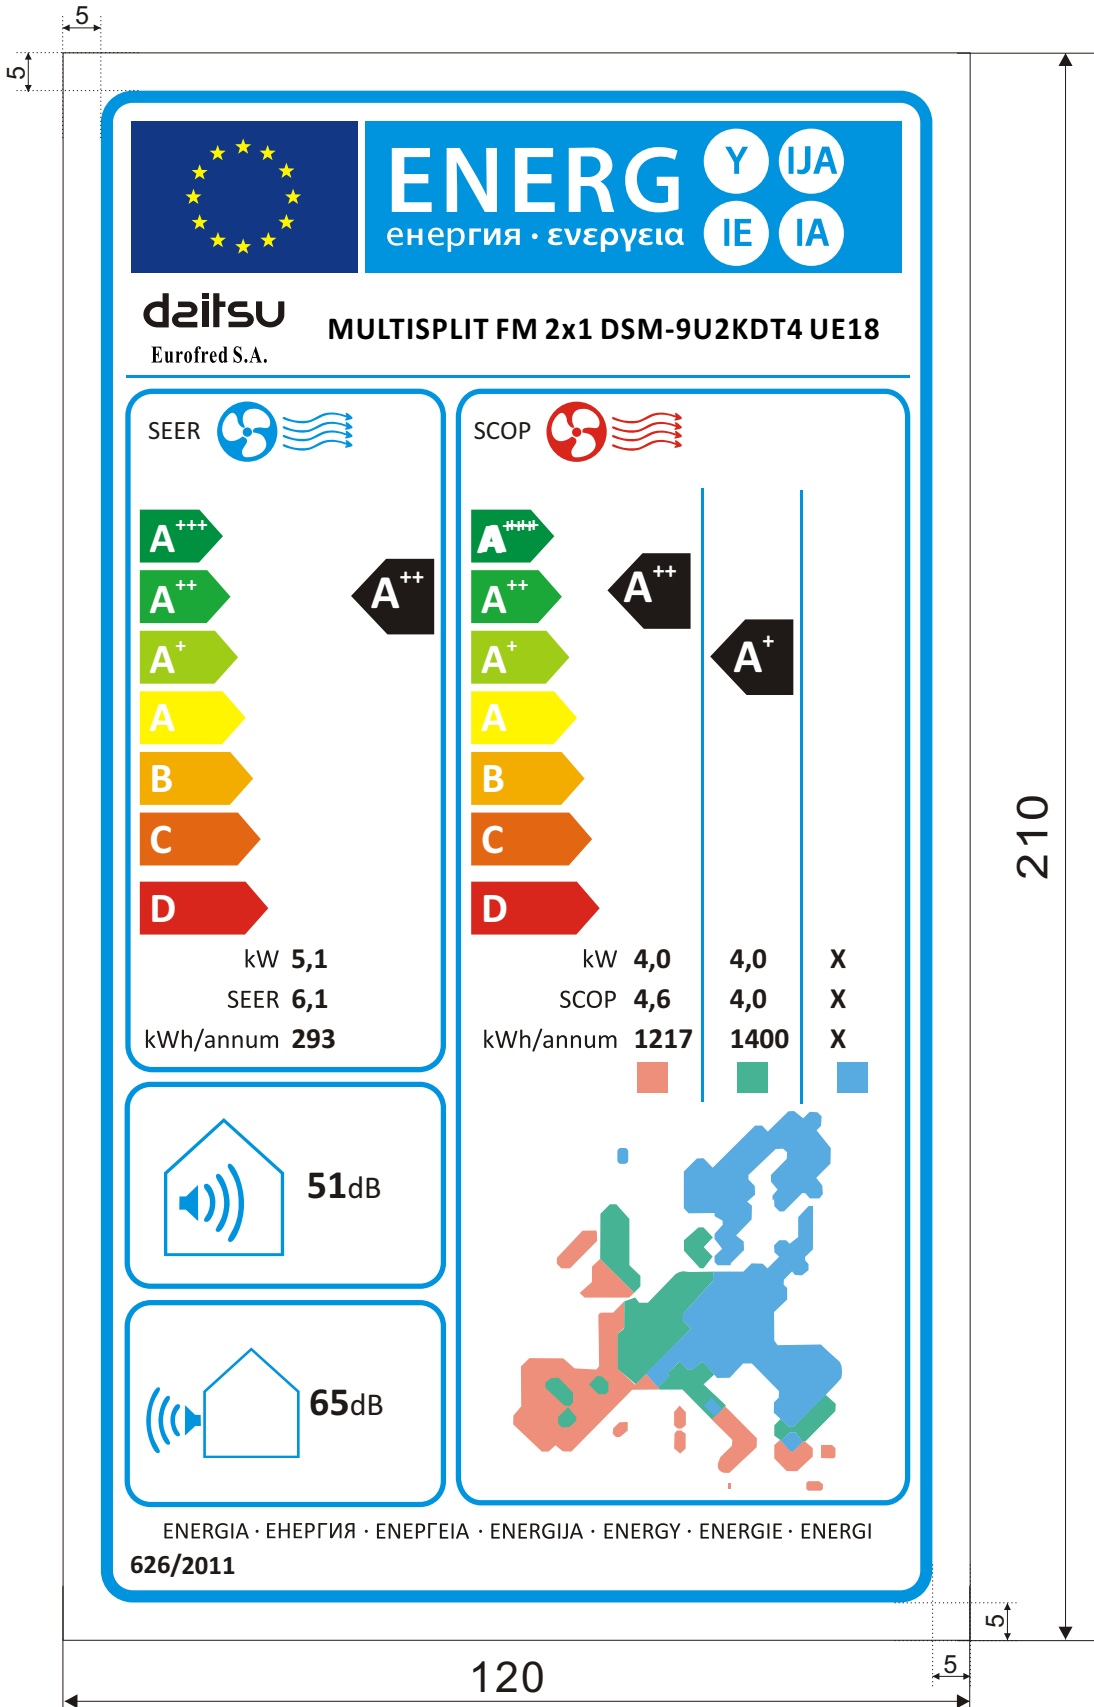 5
5
ENERG
Y IJA
IE IA
енергия · ενεργεια
daitsu
Eurofred S.A.
MULTISPLIT FM 2x1 DSM-9U2KDT4 UE18
SEER
A+++
A++
A+
A
B
C
D
A++
kW 5,1
SEER 6,1
kWh/annum 293
SCOP
A+++
A++
A+
A
B
C
D
A++
A+
kW 4,0 4,0 X
SCOP 4,6 4,0 X
kWh/annum 1217 1400 X
51dB
65dB
ENERGIA · ЕНЕРГИЯ · ΕΝΕΡΓΕΙΑ · ENERGIJA · ENERGY · ENERGIE · ENERGI
626/2011
210
5
5
120